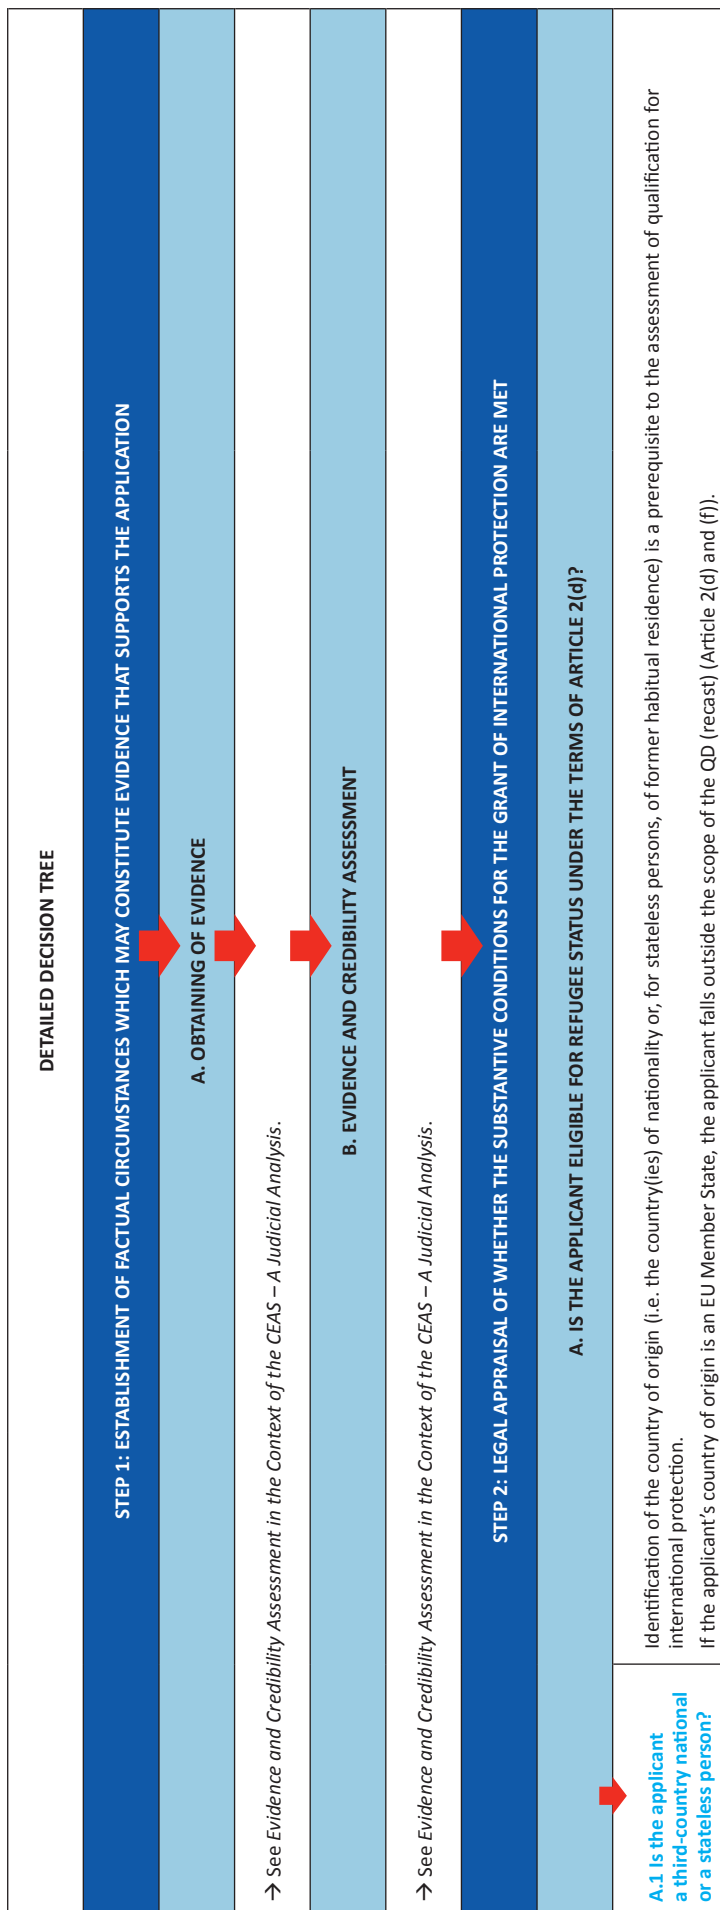 DETAILED DECISION TREE
STEP 1: ESTABLISHMENT OF FACTUAL CIRCUMSTANCES WHICH MAY CONSTITUTE EVIDENCE THAT SUPPORTS THE APPLICATION
A. OBTAINING OF EVIDENCE
→ See Evidence and Credibility Assessment in the Context of the CEAS – A Judicial Analysis.
B. EVIDENCE AND CREDIBILITY ASSESSMENT
→ See Evidence and Credibility Assessment in the Context of the CEAS – A Judicial Analysis.
STEP 2: LEGAL APPRAISAL OF WHETHER THE SUBSTANTIVE CONDITIONS FOR THE GRANT OF INTERNATIONAL PROTECTION ARE MET
A. IS THE APPLICANT ELIGIBLE FOR REFUGEE STATUS UNDER THE TERMS OF ARTICLE 2(d)?
A.1 Is the applicant
a third-country national
or a stateless person?
Identification of the country of origin (i.e. the country(ies) of nationality or, for stateless persons, of former habitual residence) is a prerequisite to the assessment of qualification for
international protection.
If the applicant's country of origin is an EU Member State, the applicant falls outside the scope of the QD (recast) (Article 2(d) and (f)).